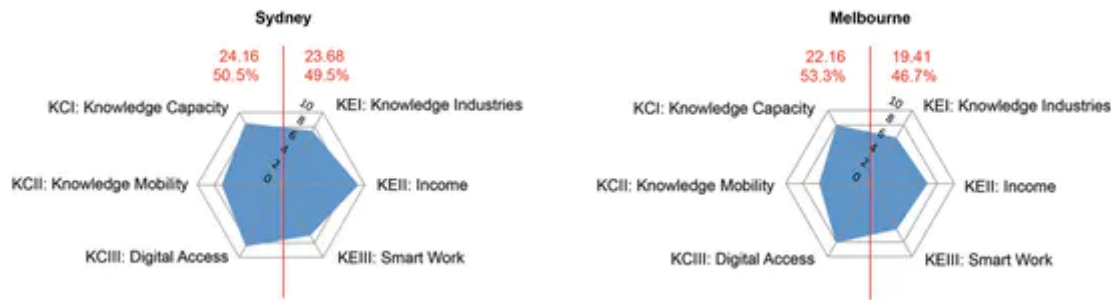 Sydney
24.16 23.68
50.5% 49.5%
KCI: Knowledge Capacity
KEI: Knowledge Industries
KCII: Knowledge Mobility
KEII: Income
KCIII: Digital Access
KEIII: Smart Work
10
8
6
4
2
0
Melbourne
22.16 19.41
53.3% 46.7%
KCI: Knowledge Capacity
KEI: Knowledge Industries
KCII: Knowledge Mobility
KEII: Income
KCIII: Digital Access
KEIII: Smart Work
10
8
6
4
2
0